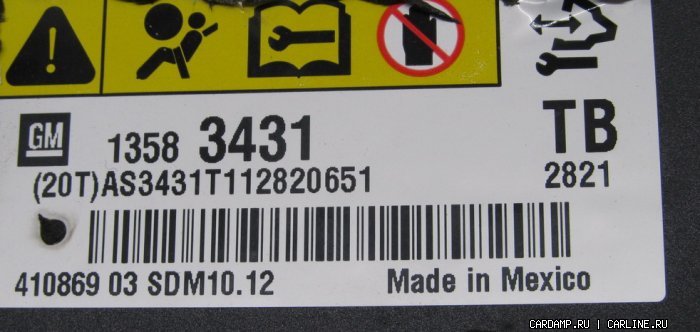 GM 1358 3431 TB
(20T)AS3431T112820651 2821
410869 03 SDM10.12 Made in Mexico
CARDAMP.RU | CARLINE.RU